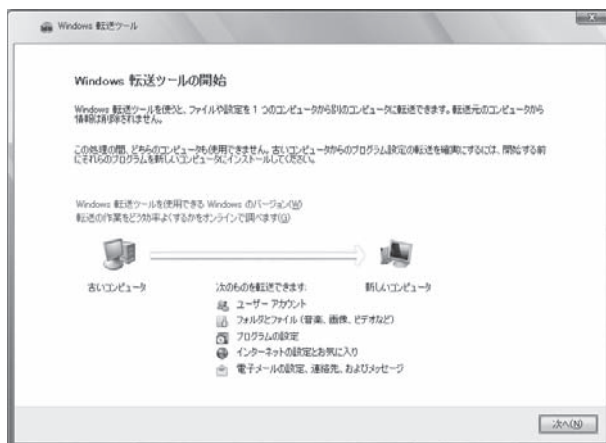 Windows 転送ツール
Windows 転送ツールの開始
Windows 転送ツールを使うと、ファイルや設定を 1 つのコンピュータから別のコンピュータに転送できます。転送元のコンピュータから
情報は削除されません。
この処理の間、どちらのコンピュータも使用できません。古いコンピュータからのプログラム設定の転送を確実にするには、開始する前
にそれらのプログラムを新しいコンピュータにインストールしてください。
Windows 転送ツールを使用できる Windows のバージョン(W)
転送の作業をどう効率よくするかをオンラインで調べます(G)
古いコンピュータ
次のものを転送できます:
新しいコンピュータ
ユーザー アカウント
フォルダとファイル (音楽、画像、ビデオなど)
プログラムの設定
インターネットの設定とお気に入り
電子メールの設定、連絡先、およびメッセージ
次へ(N)